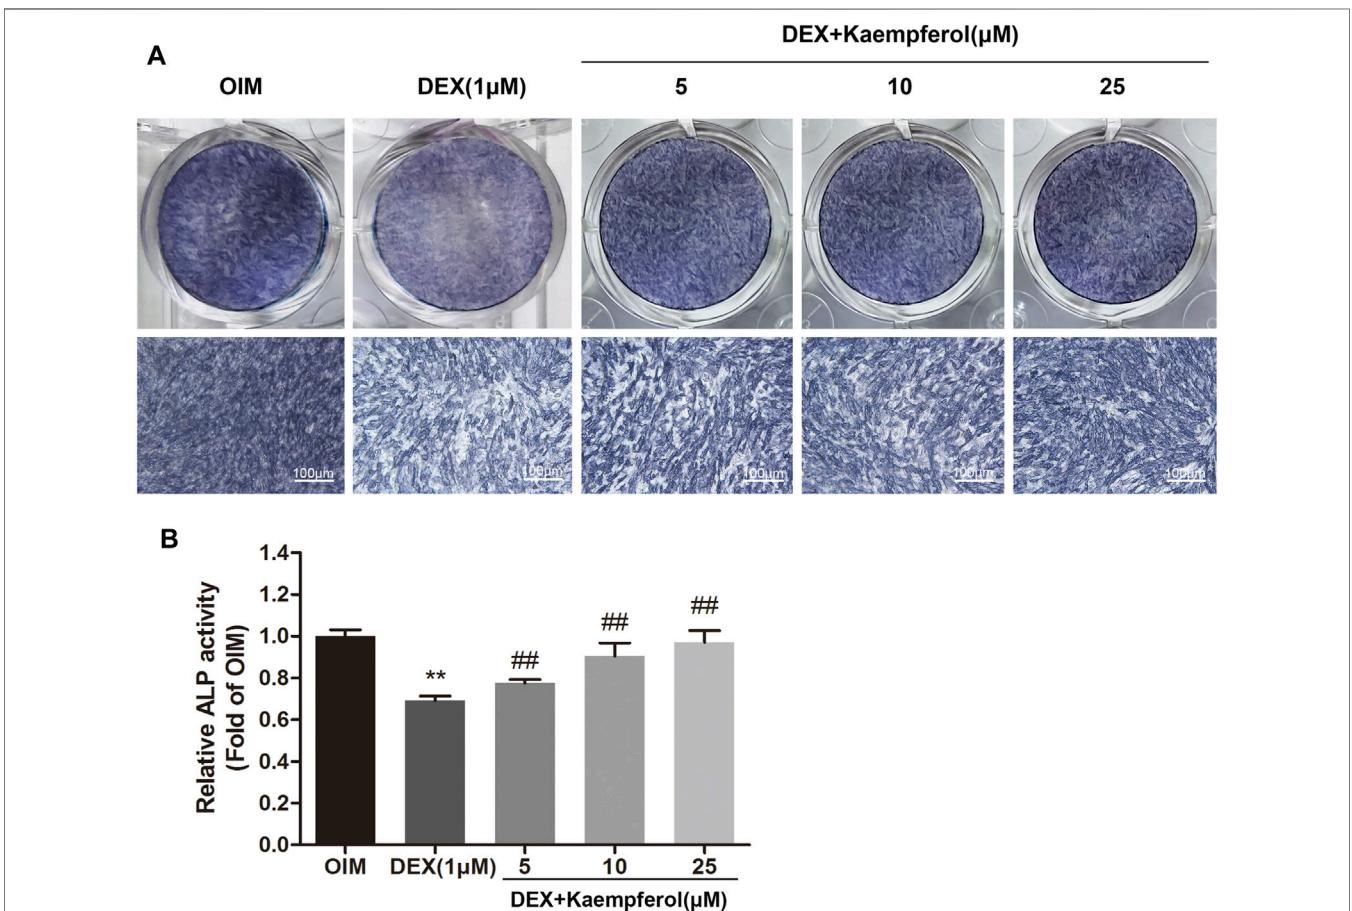 A
DEX+Kaempferol(µM)
OIM
DEX(1µM)
5
10
25
100µm
100µm
100µm
100µm
100µm
B
Relative ALP activity
(Fold of OIM)
1.4
1.2
1.0
0.8
0.6
0.4
0.2
0.0
**
##
##
##
OIM
DEX(1µM)
5
10
25
DEX+Kaempferol(µM)